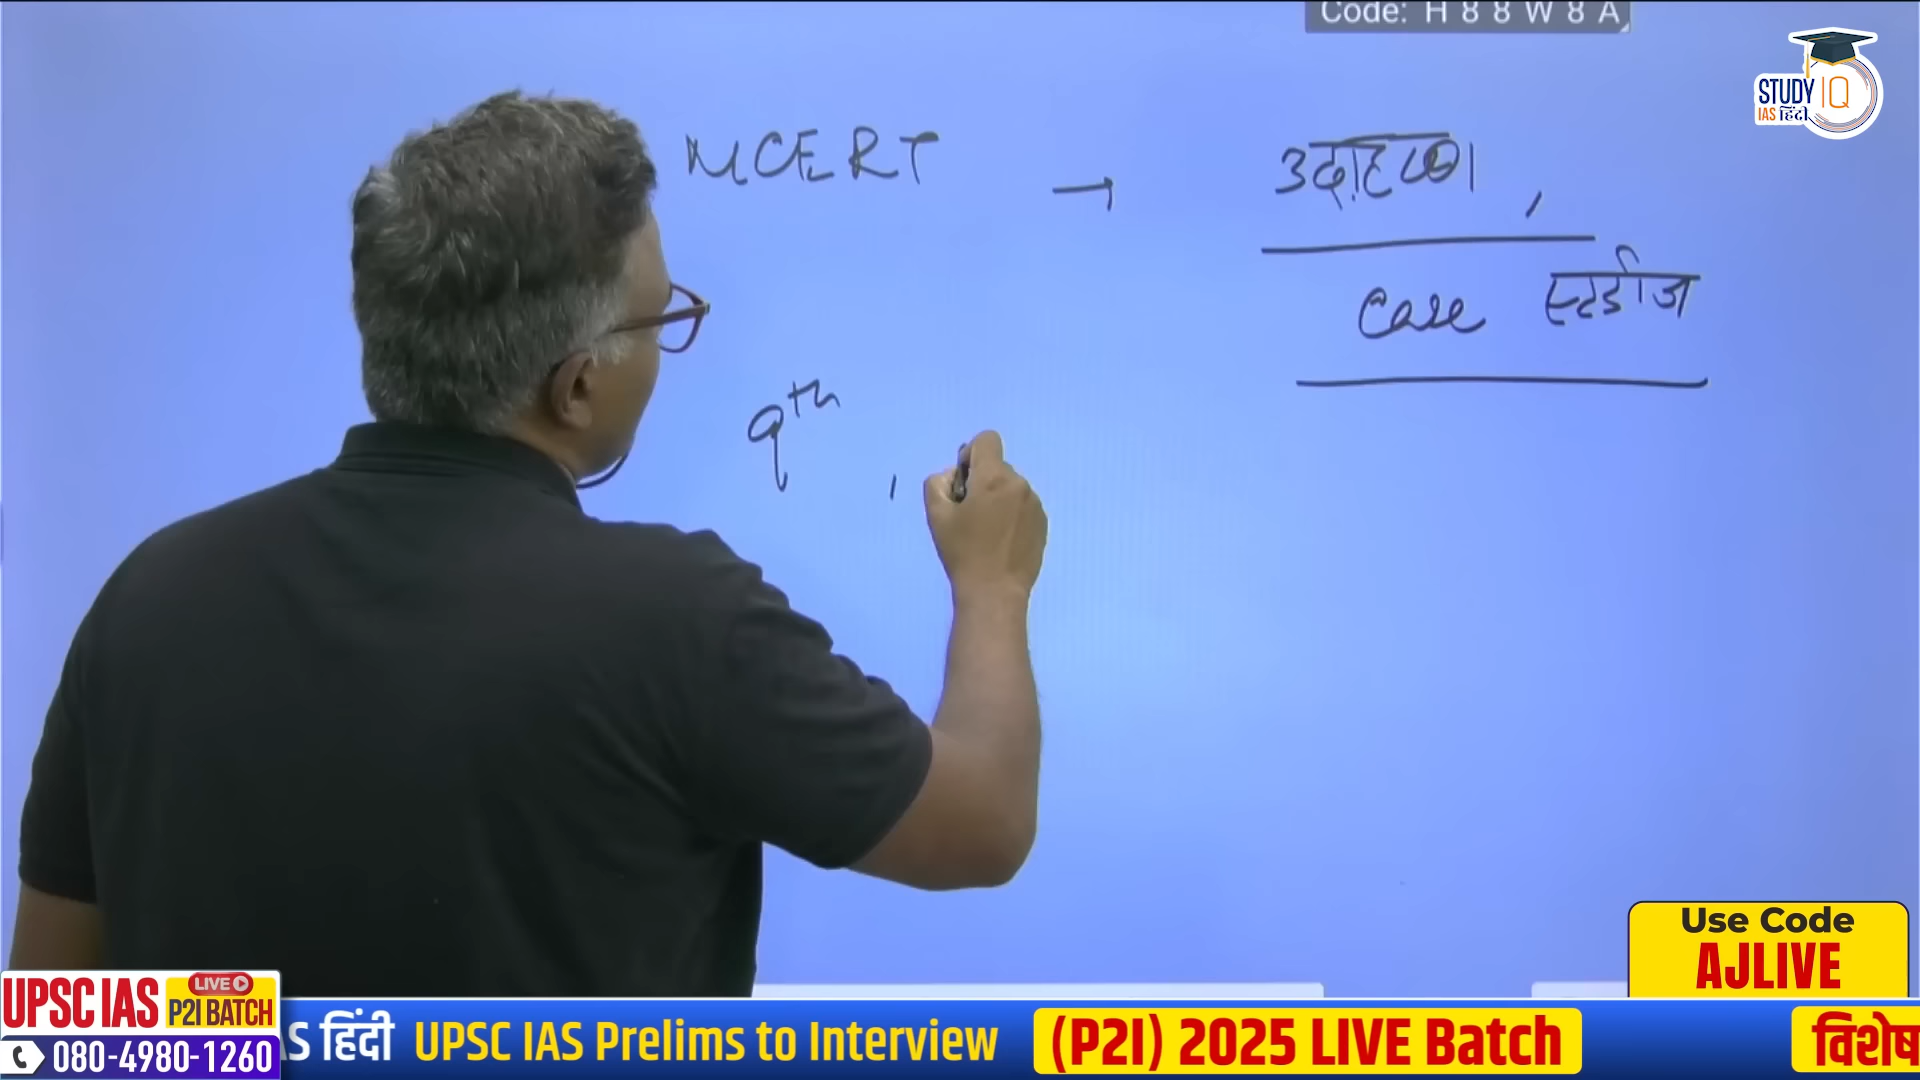 Code: H 8 8 W 8 A
STUDY IQ
IAS हिंदी
NCERT → उदाहरण,
Case स्टडीज
9th ,
Use Code
AJLIVE
UPSC IAS LIVE P2I BATCH
080-4980-1260
AS हिंदी UPSC IAS Prelims to Interview (P2I) 2025 LIVE Batch विशेष